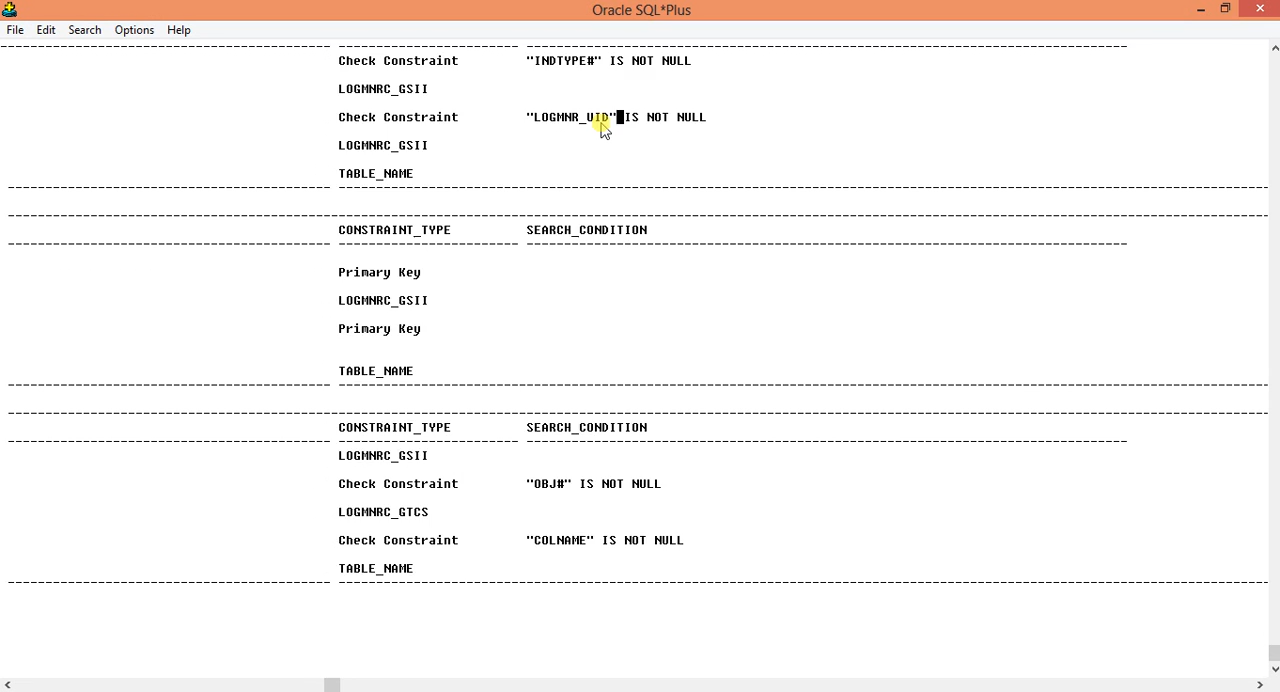 Oracle SQL*Plus
File Edit Search Options Help
Check Constraint "INDTYPE#" IS NOT NULL
LOGMNRC_GSII
Check Constraint "LOGMNR_UID" IS NOT NULL
LOGMNRC_GSII
TABLE_NAME
CONSTRAINT_TYPE SEARCH_CONDITION
Primary Key
LOGMNRC_GSII
Primary Key
TABLE_NAME
CONSTRAINT_TYPE SEARCH_CONDITION
LOGMNRC_GSII
Check Constraint "OBJ#" IS NOT NULL
LOGMNRC_GTCS
Check Constraint "COLNAME" IS NOT NULL
TABLE_NAME